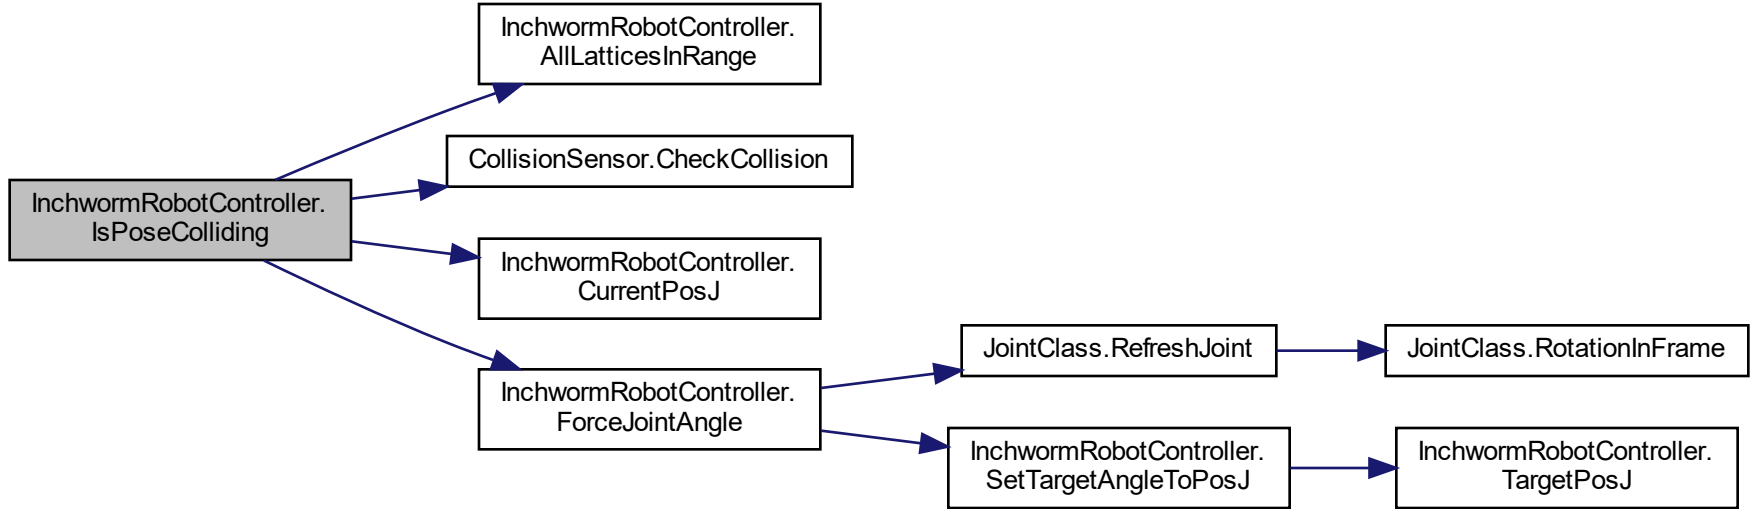 InchwormRobotController.
AllLatticesInRange
CollisionSensor.CheckCollision
InchwormRobotController.
IsPoseColliding
InchwormRobotController.
CurrentPosJ
JointClass.RefreshJoint
JointClass.RotationInFrame
InchwormRobotController.
ForceJointAngle
InchwormRobotController.
SetTargetAngleToPosJ
InchwormRobotController.
TargetPosJ